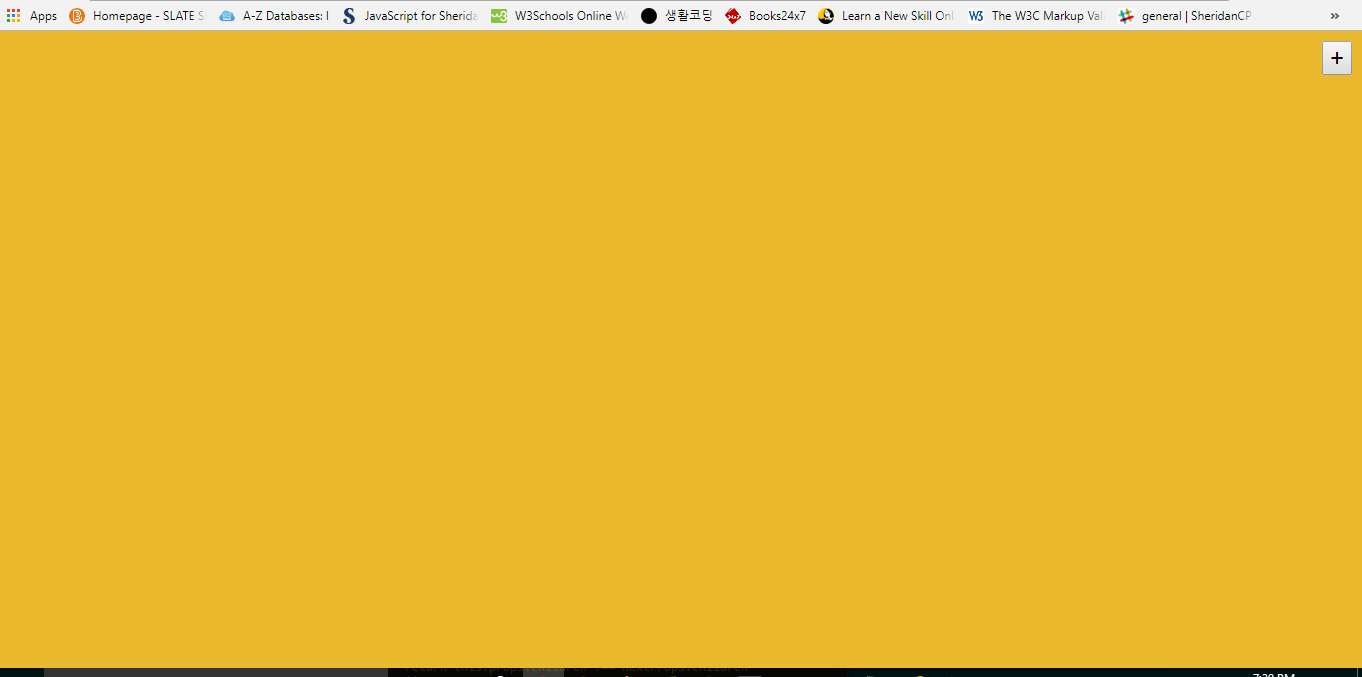 Apps Homepage - SLATE S A-Z Databases: JavaScript for Sherida W3Schools Online W 생활코딩 Books24x7 Learn a New Skill Onl The W3C Markup Val general | SheridanCP »
+